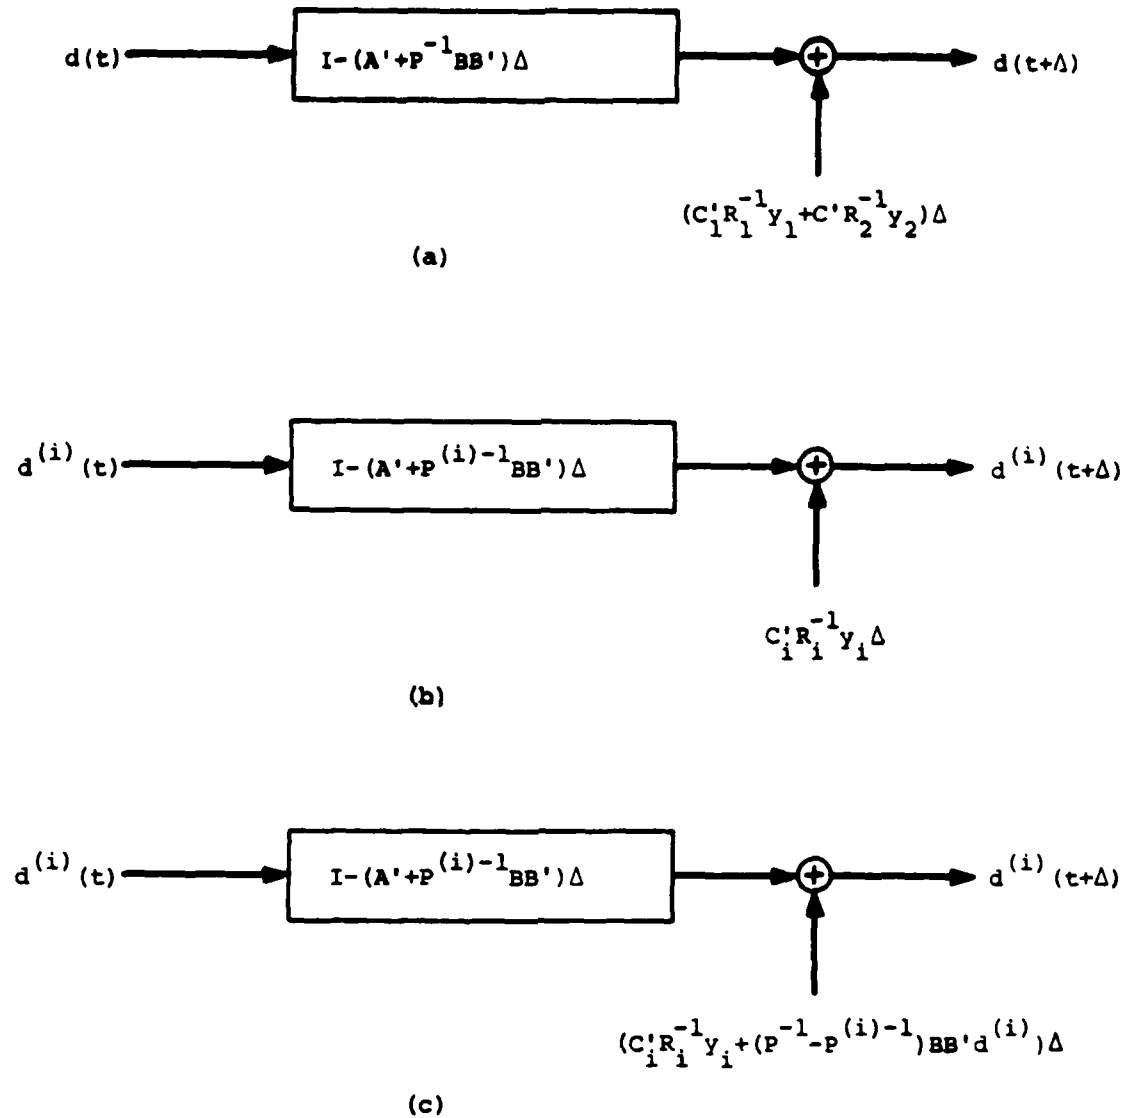 d(t)
I-(A'+P^{-1}BB')Δ
+
d(t+Δ)
(C'_1R_1^{-1}y_1+C'R_2^{-1}y_2)Δ
(a)
d^{(i)}(t)
I-(A'+P^{(i)-1}BB')Δ
+
d^{(i)}(t+Δ)
C'_iR_i^{-1}y_iΔ
(b)
d^{(i)}(t)
I-(A'+P^{(i)-1}BB')Δ
+
d^{(i)}(t+Δ)
(C'_iR_i^{-1}y_i+(P^{-1}-P^{(i)-1})BB'd^{(i)})Δ
(c)